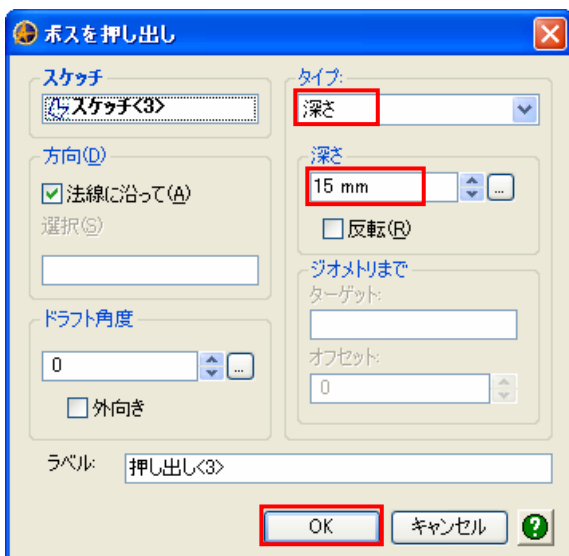 ボスを押し出し
スケッチ
スケッチ<3>
方向(D)
法線に沿って(A)
選択(S)
ドラフト角度
0
...
外向き
タイプ:
深さ
深さ
15 mm
...
反転(R)
ジオメトリまで
ターゲット:
オフセット:
0
ラベル:
押し出し<3>
OK
キャンセル
?